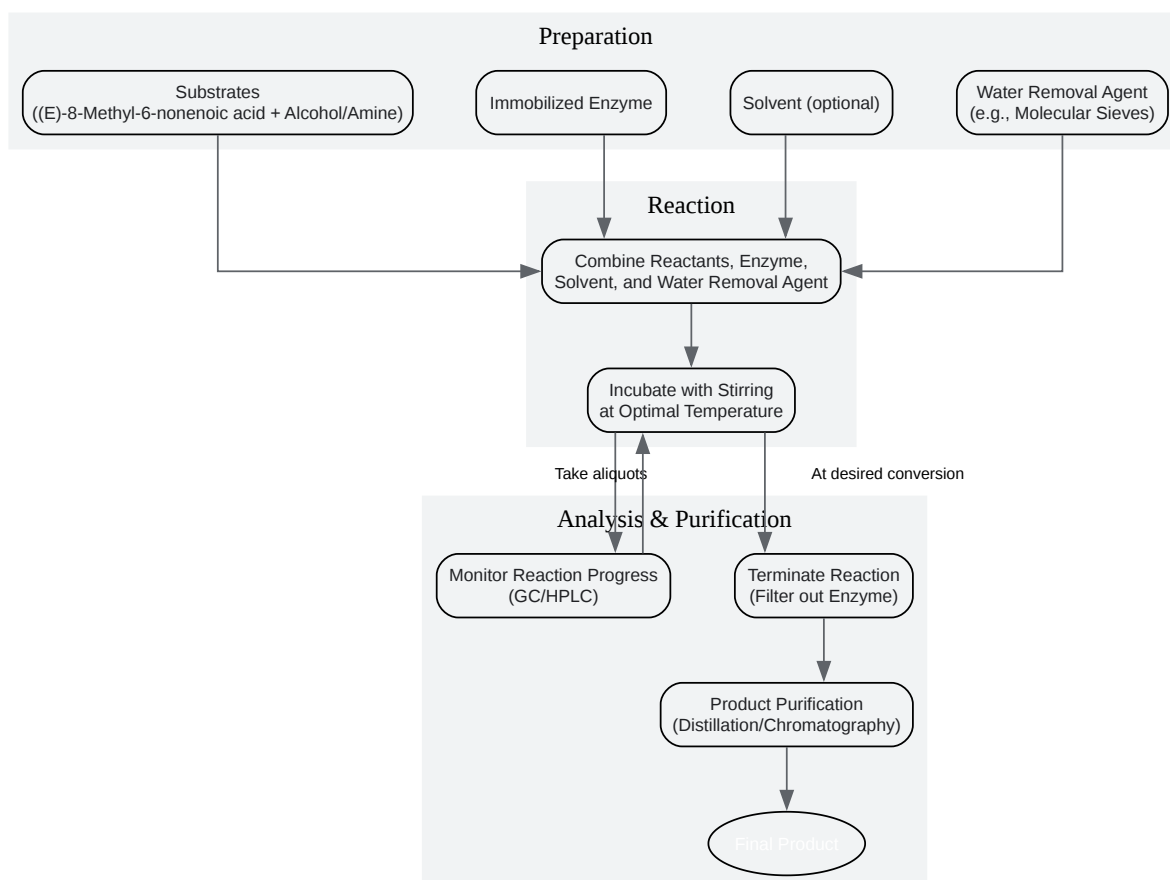 Preparation
Substrates
((E)-8-Methyl-6-nonenoic acid + Alcohol/Amine)
Immobilized Enzyme
Solvent (optional)
Water Removal Agent
(e.g., Molecular Sieves)
Reaction
Combine Reactants, Enzyme,
Solvent, and Water Removal Agent
Incubate with Stirring
at Optimal Temperature
Take aliquots
At desired conversion
Analysis & Purification
Monitor Reaction Progress
(GC/HPLC)
Terminate Reaction
(Filter out Enzyme)
Product Purification
(Distillation/Chromatography)
Final Product